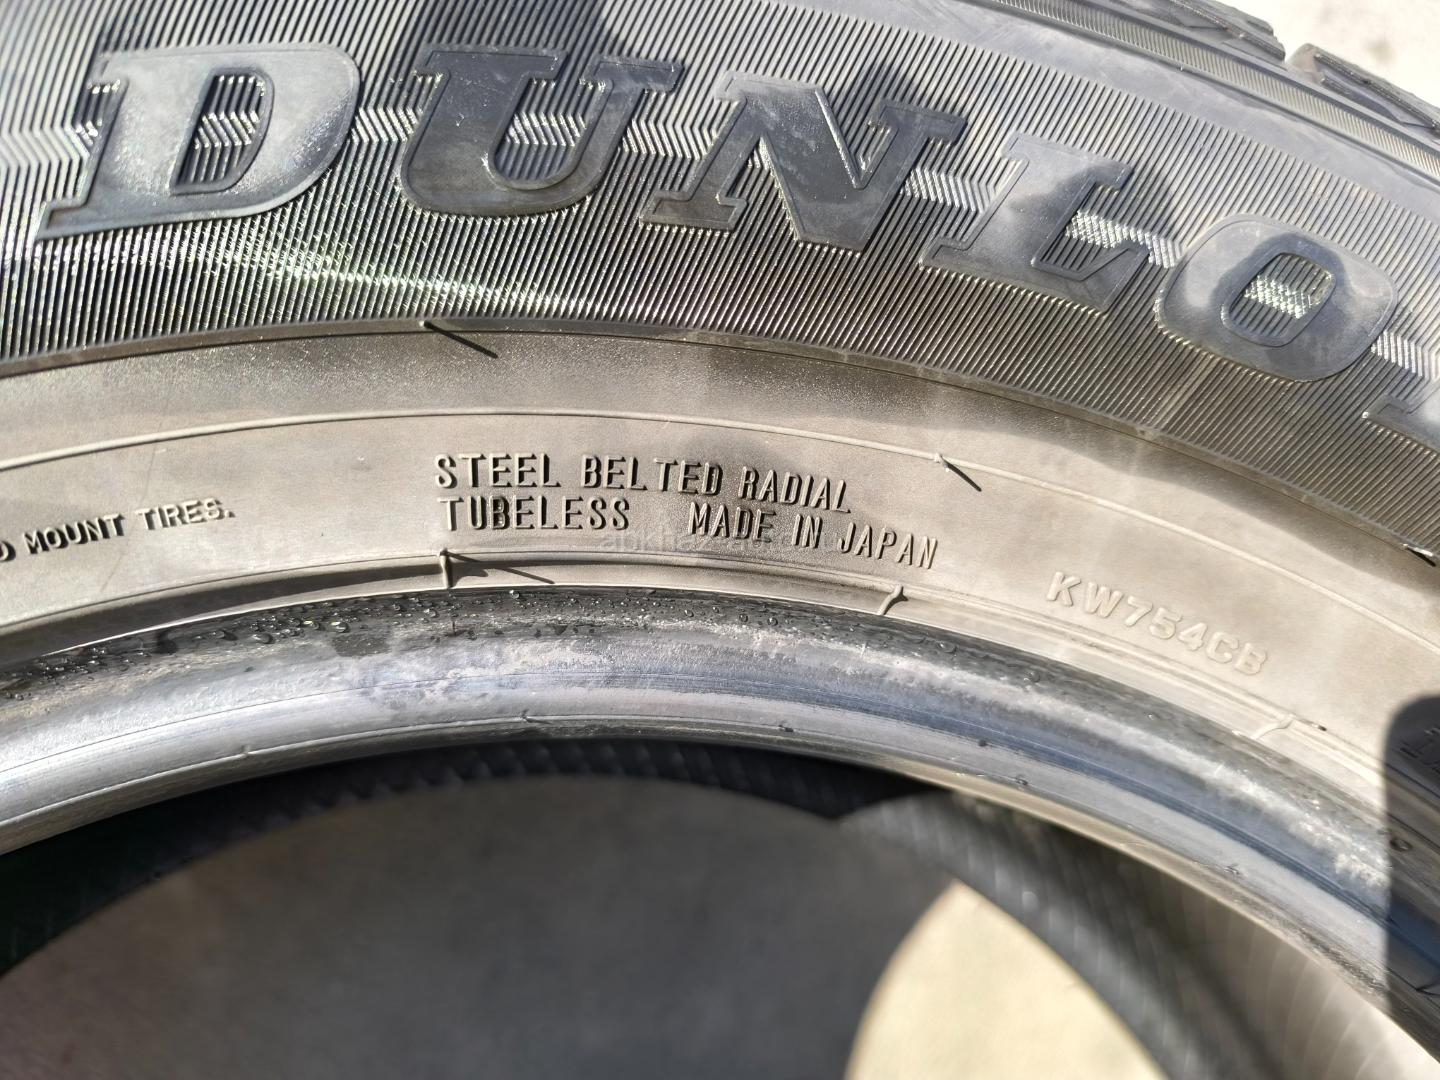 DUNLO
STEEL BELTED RADIAL
TUBELESS MADE IN JAPAN
MOUNT TIRES.
KW754CB